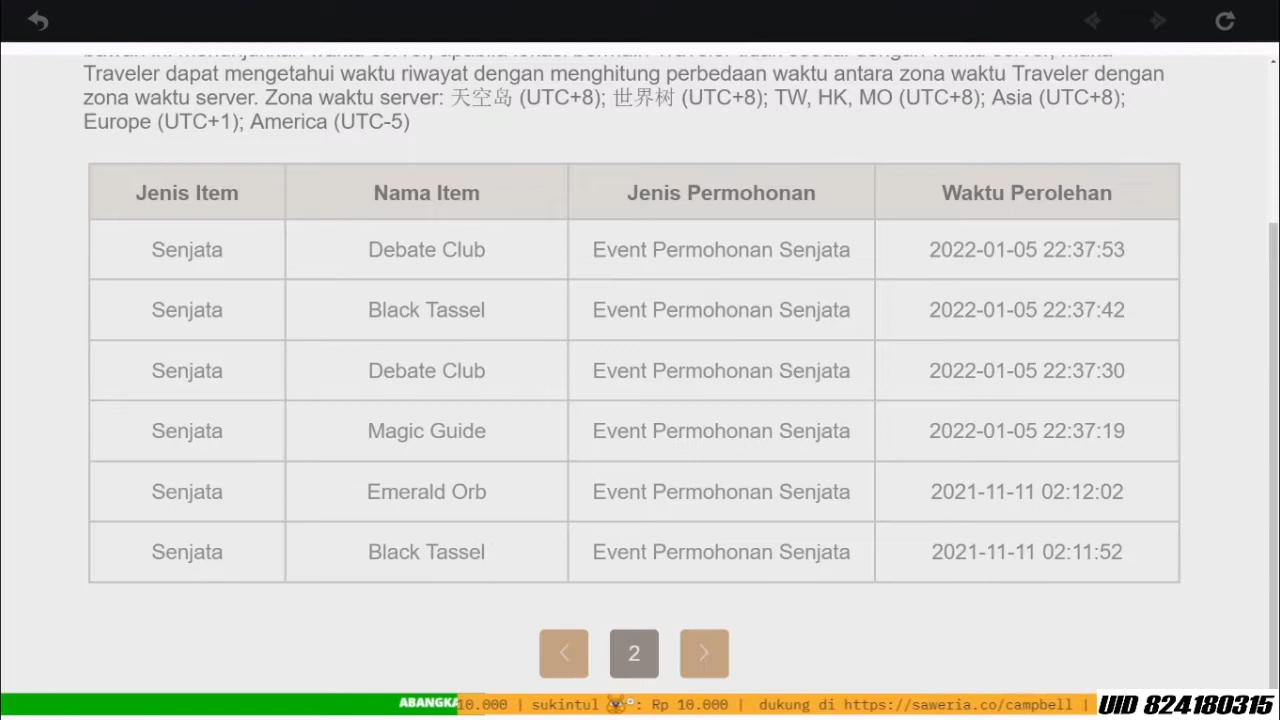 Traveler dapat mengetahui waktu riwayat dengan menghitung perbedaan waktu antara zona waktu Traveler dengan
zona waktu server. Zona waktu server: 天空岛 (UTC+8); 世界树 (UTC+8); TW, HK, MO (UTC+8); Asia (UTC+8);
Europe (UTC+1); America (UTC-5)
Jenis Item Nama Item Jenis Permohonan Waktu Perolehan
Senjata Debate Club Event Permohonan Senjata 2022-01-05 22:37:53
Senjata Black Tassel Event Permohonan Senjata 2022-01-05 22:37:42
Senjata Debate Club Event Permohonan Senjata 2022-01-05 22:37:30
Senjata Magic Guide Event Permohonan Senjata 2022-01-05 22:37:19
Senjata Emerald Orb Event Permohonan Senjata 2021-11-11 02:12:02
Senjata Black Tassel Event Permohonan Senjata 2021-11-11 02:11:52
2
ABANGKA 10.000 | sukintul : Rp 10.000 | dukung di https://saweria.co/campbell | UID 824180315